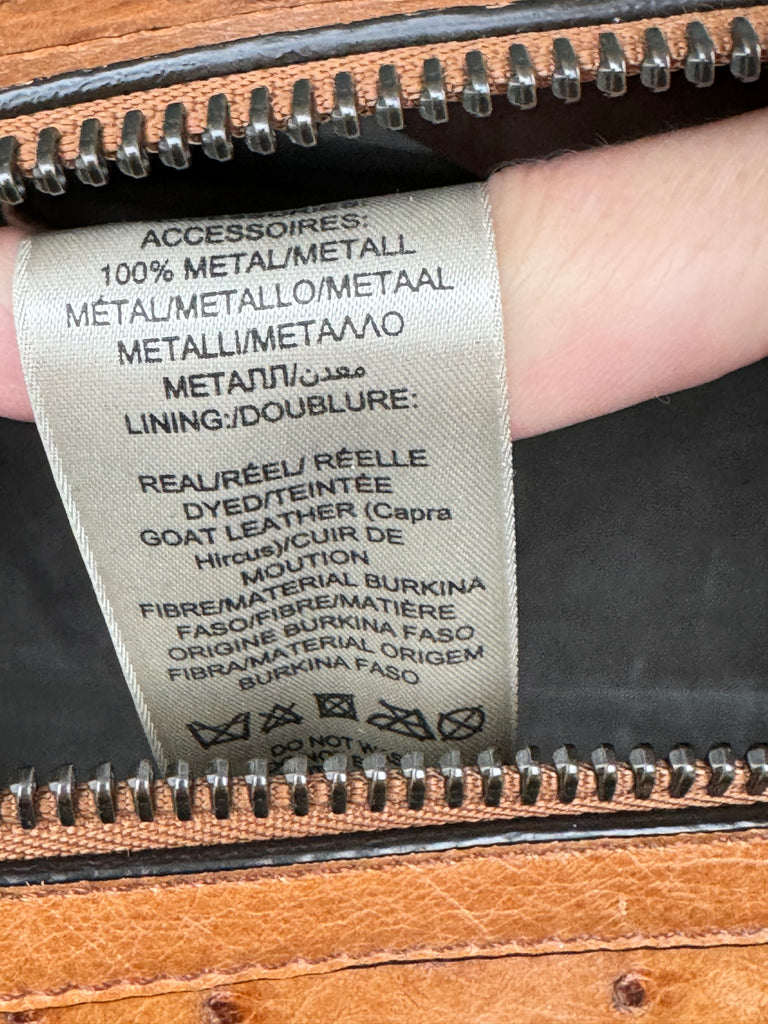 ACCESSOIRES:
100% METAL/METALL
MÉTAL/METALLO/METAAL
METALLI/ΜΕΤΑΛΛΟ
МЕТАПП/معدن
LINING:/DOUBLURE:
REAL/RÉEL/ RÉELLE
DYED/TEINTÉE
GOAT LEATHER (Capra
Hircus)/CUIR DE
MOUTION
FIBRE/MATERIAL BURKINA
FASO/FIBRE/MATIÈRE
ORIGINE BURKINA FASO
FIBRA/MATERIAL ORIGEM
BURKINA FASO
DO NOT